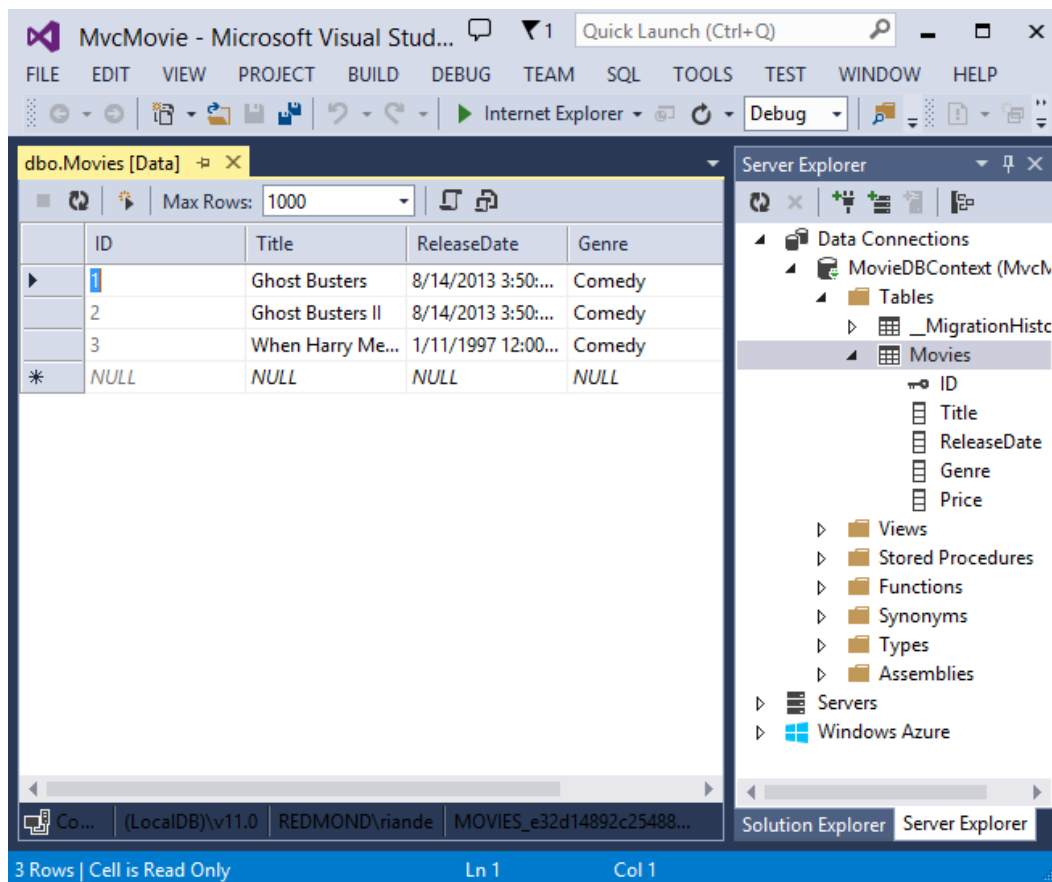 MvcMovie - Microsoft Visual Stud... 1 Quick Launch (Ctrl+Q)
FILE EDIT VIEW PROJECT BUILD DEBUG TEAM SQL TOOLS TEST WINDOW HELP
Internet Explorer Debug
dbo.Movies [Data]
Max Rows: 1000
ID Title ReleaseDate Genre
1 Ghost Busters 8/14/2013 3:50:... Comedy
2 Ghost Busters II 8/14/2013 3:50:... Comedy
3 When Harry Me... 1/11/1997 12:00... Comedy
NULL NULL NULL NULL
Co... (LocalDB)\v11.0 REDMOND\riande MOVIES_e32d14892c25488...
Server Explorer
Data Connections
MovieDBContext (MvcM
Tables
__MigrationHisto
Movies
ID
Title
ReleaseDate
Genre
Price
Views
Stored Procedures
Functions
Synonyms
Types
Assemblies
Servers
Windows Azure
Solution Explorer Server Explorer
3 Rows | Cell is Read Only Ln 1 Col 1